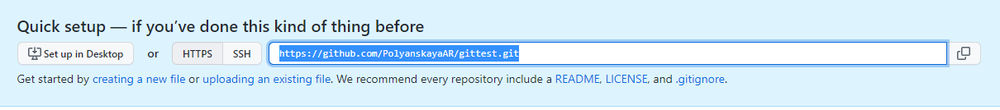 Quick setup — if you’ve done this kind of thing before
Set up in Desktop or HTTPS SSH https://github.com/PolyanskayaAR/gittest.git
Get started by creating a new file or uploading an existing file. We recommend every repository include a README, LICENSE, and .gitignore.